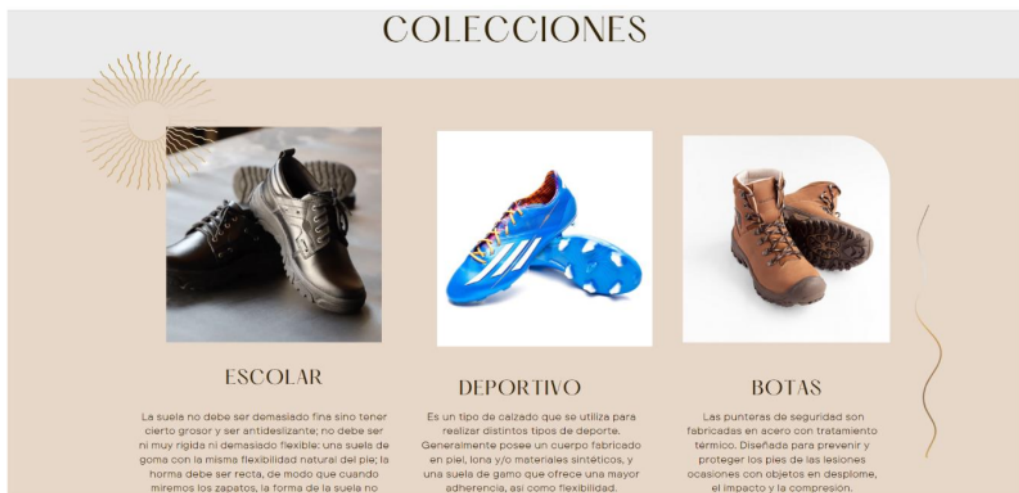 COLECCIONES
ESCOLAR
La suela no debe ser demasiado fina sino tener
cierto grosor y ser antideslizante; no debe ser
ni muy rigida ni demasiado flexible: una suela de
goma con la misma flexibilidad natural del pie; la
horma debe ser recta, de modo que cuando
miremos los zapatos, la forma de la suela no
DEPORTIVO
Es un tipo de calzado que se utiliza para
realizar distintos tipos de deporte.
Generalmente posee un cuerpo fabricado
en piel, lona y/o materiales sintéticos, y
una suela de gamo que ofrece una mayor
adherencia, así como flexibilidad.
BOTAS
Las punteras de seguridad son
fabricadas en acero con tratamiento
térmico. Diseñada para prevenir y
proteger los pies de las lesiones
ocasiones con objetos en desplome,
el impacto y la compresión.